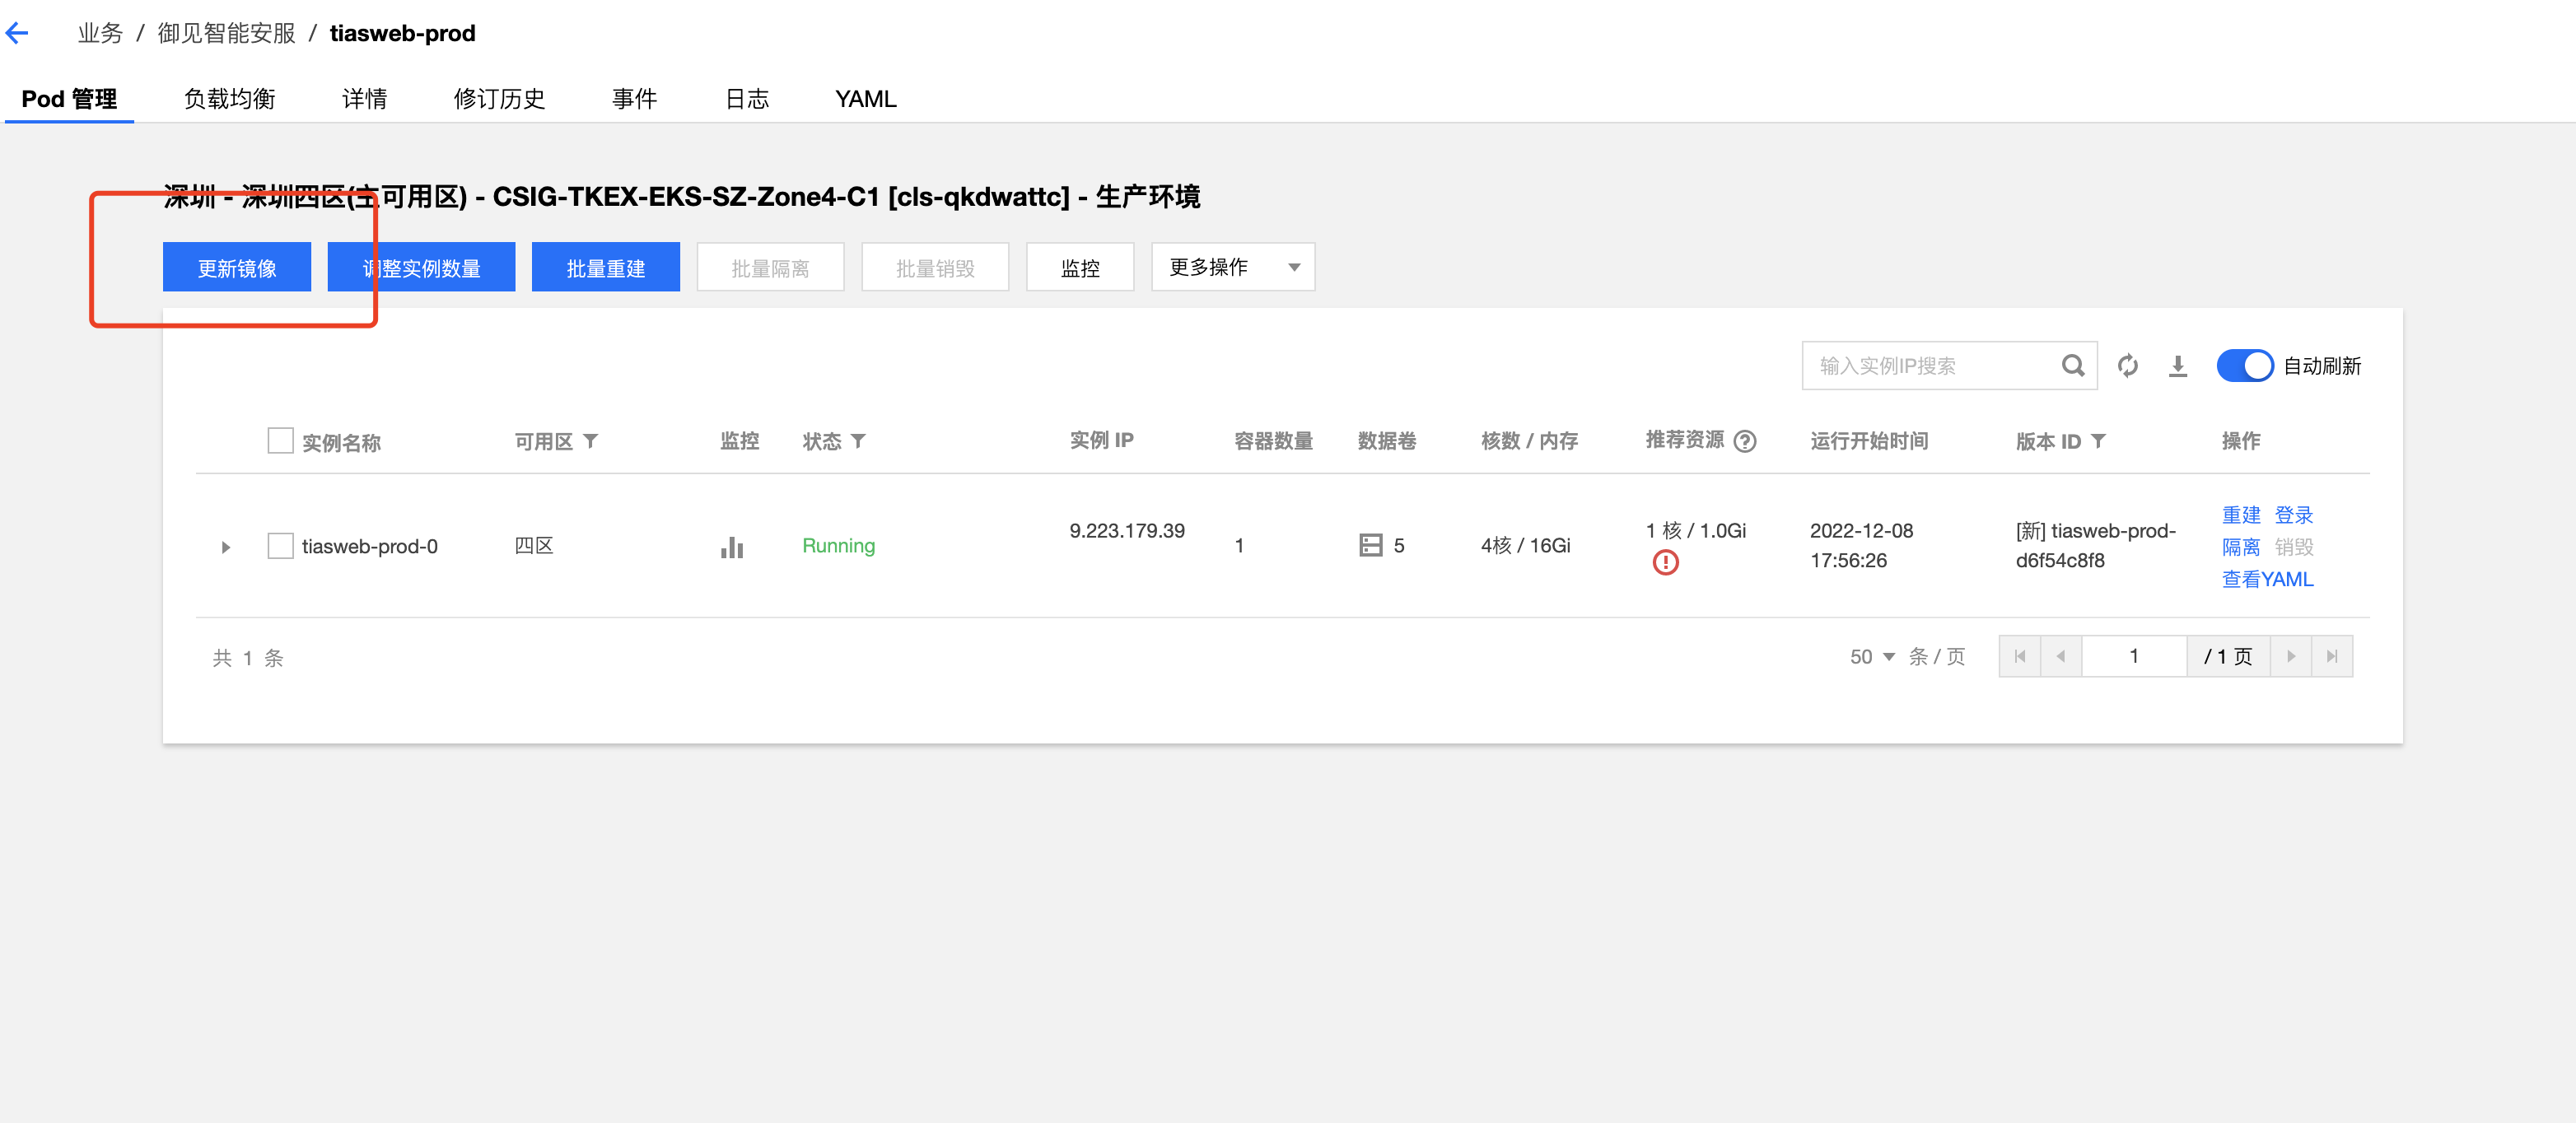 业务 / 御见智能安服 / tiasweb-prod
Pod 管理 负载均衡 详情 修订历史 事件 日志 YAML
深圳 - 深圳四区(主可用区) - CSIG-TKEX-EKS-SZ-Zone4-C1 [cls-qkdwattc] - 生产环境
更新镜像 调整实例数量 批量重建 批量隔离 批量销毁 监控 更多操作
输入实例IP搜索 自动刷新
实例名称 可用区 监控 状态 实例 IP 容器数量 数据卷 核数 / 内存 推荐资源 运行开始时间 版本 ID 操作
tiasweb-prod-0 四区 Running 9.223.179.39 1 5 4核 / 16Gi 1 核 / 1.0Gi 2022-12-08 17:56:26 [新] tiasweb-prod-d6f54c8f8
重建 登录
隔离 销毁
查看YAML
共 1 条 50 条 / 页 1 / 1 页